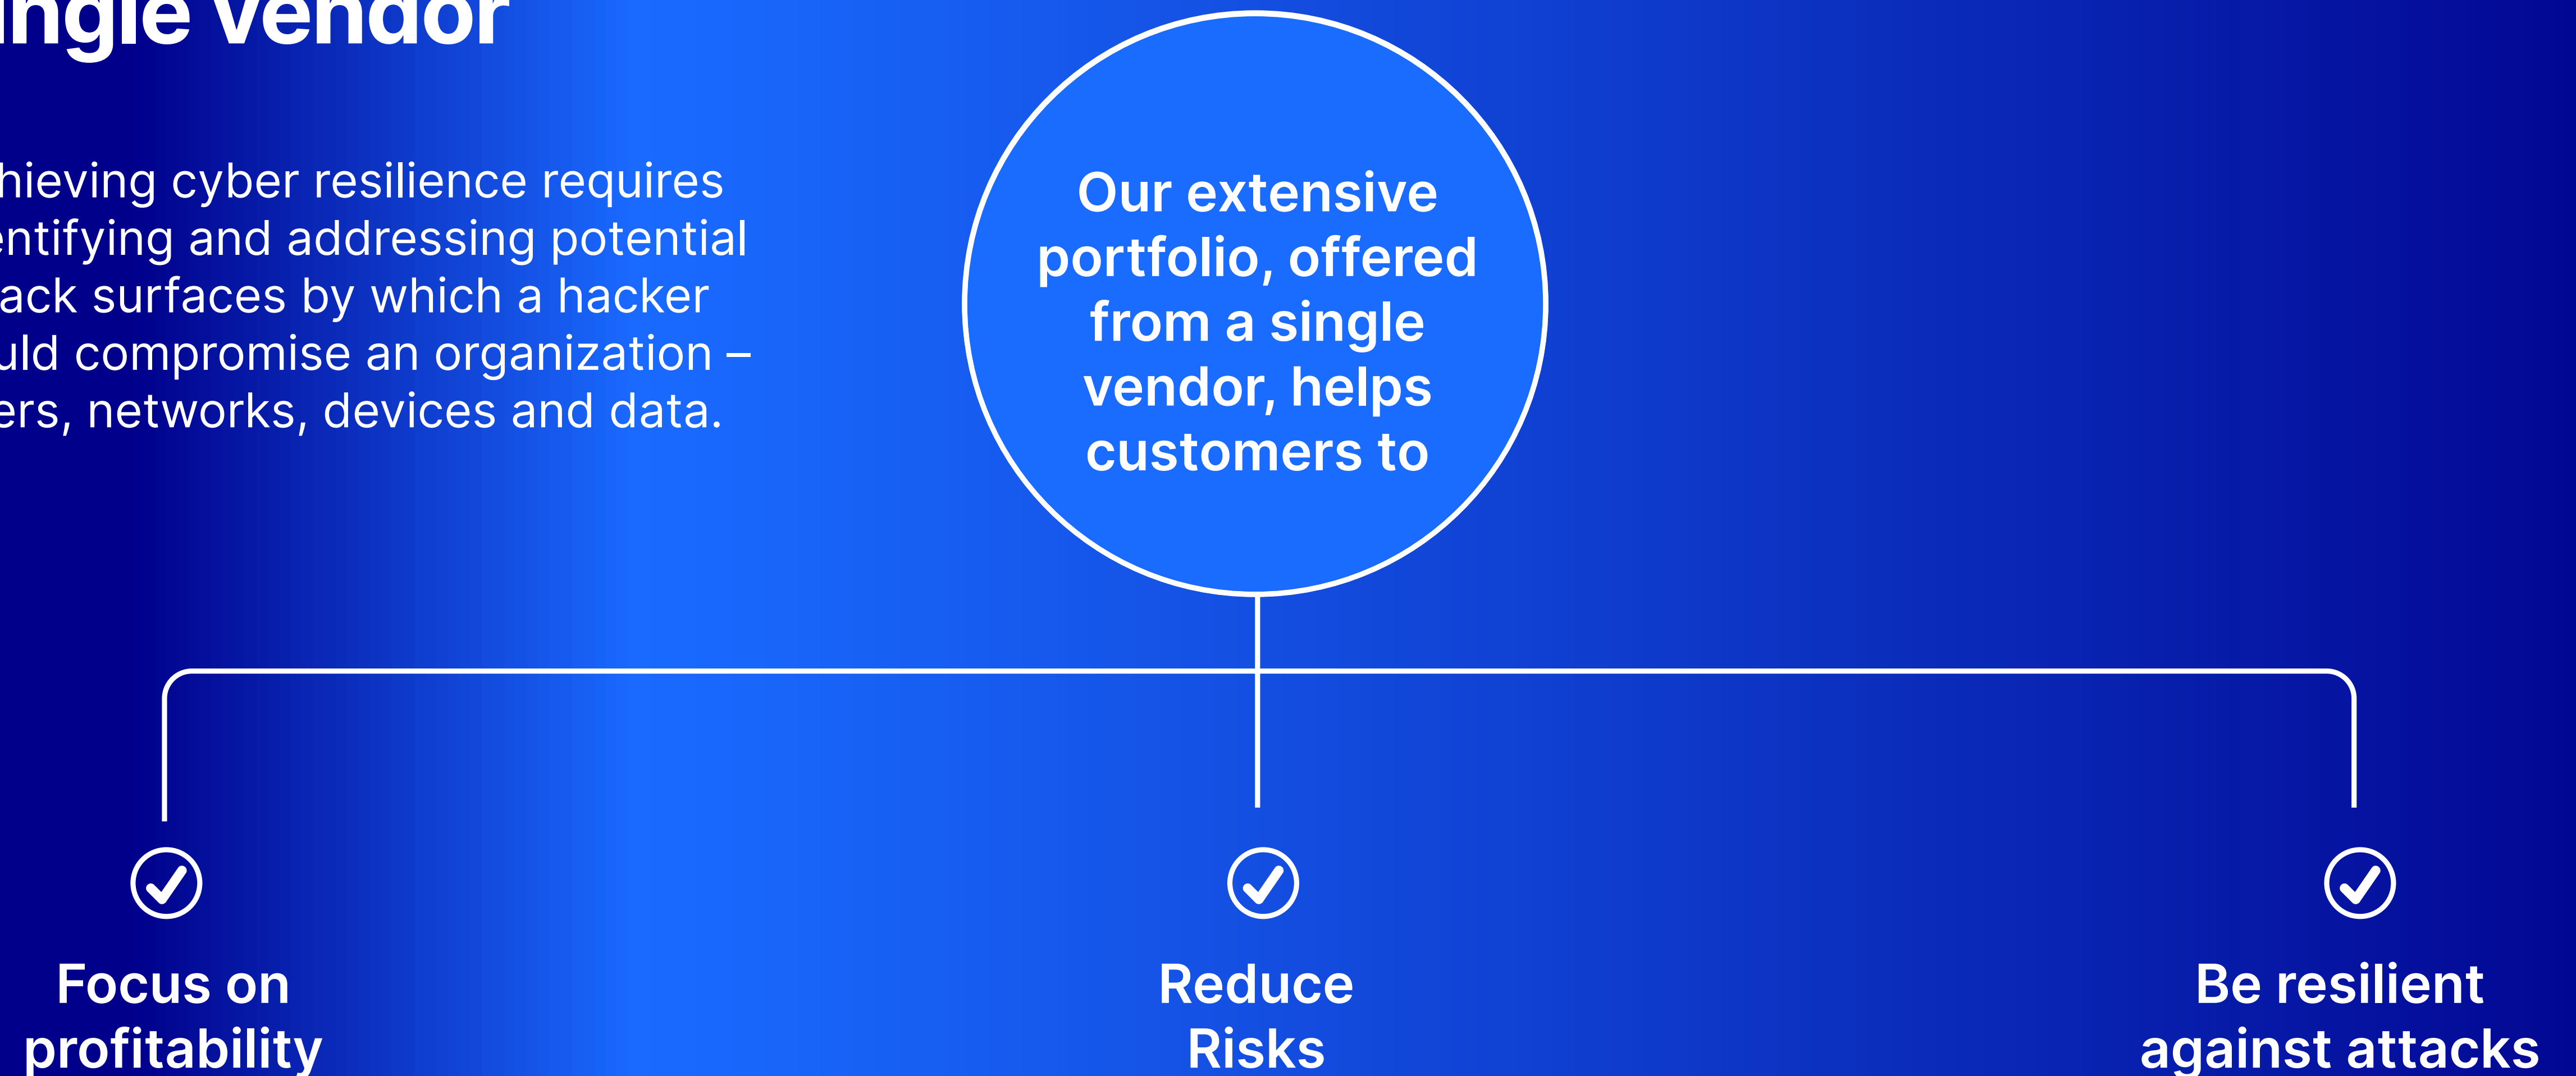 ingle vendor
hieving cyber resilience requires
entifying and addressing potential
ack surfaces by which a hacker
uld compromise an organization –
ers, networks, devices and data.
Our extensive
portfolio, offered
from a single
vendor, helps
customers to
Focus on
profitability
Reduce
Risks
Be resilient
against attacks